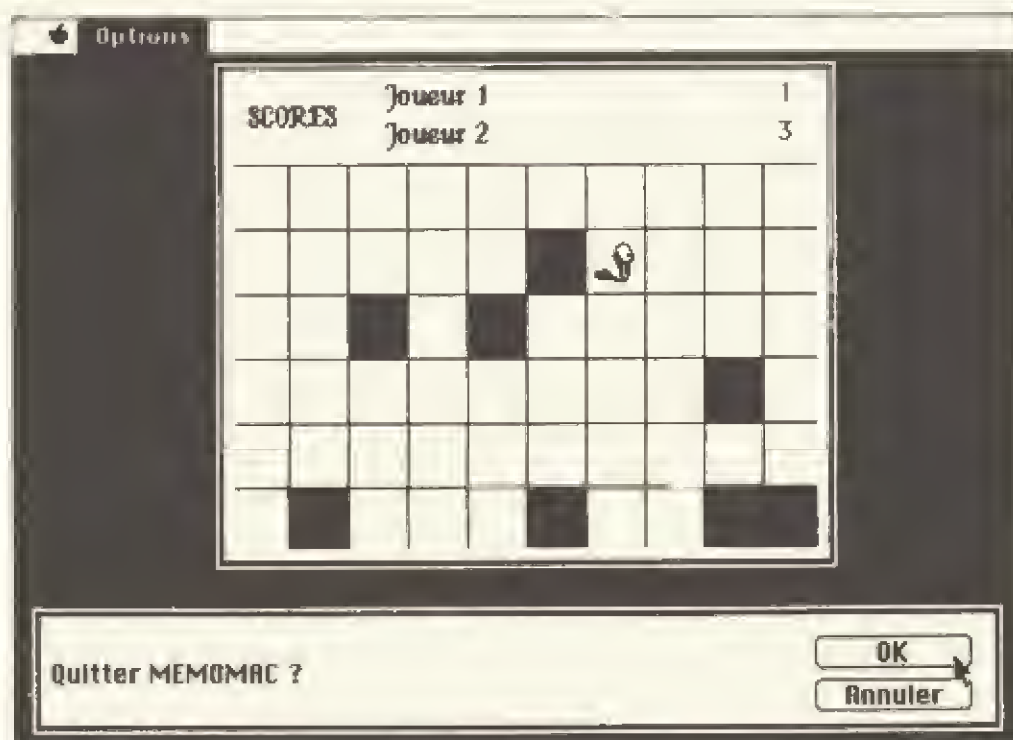 Options
SCORES
Joueur 1 1
Joueur 2 3
Quitter MEMOMAC ?
OK
Annuler